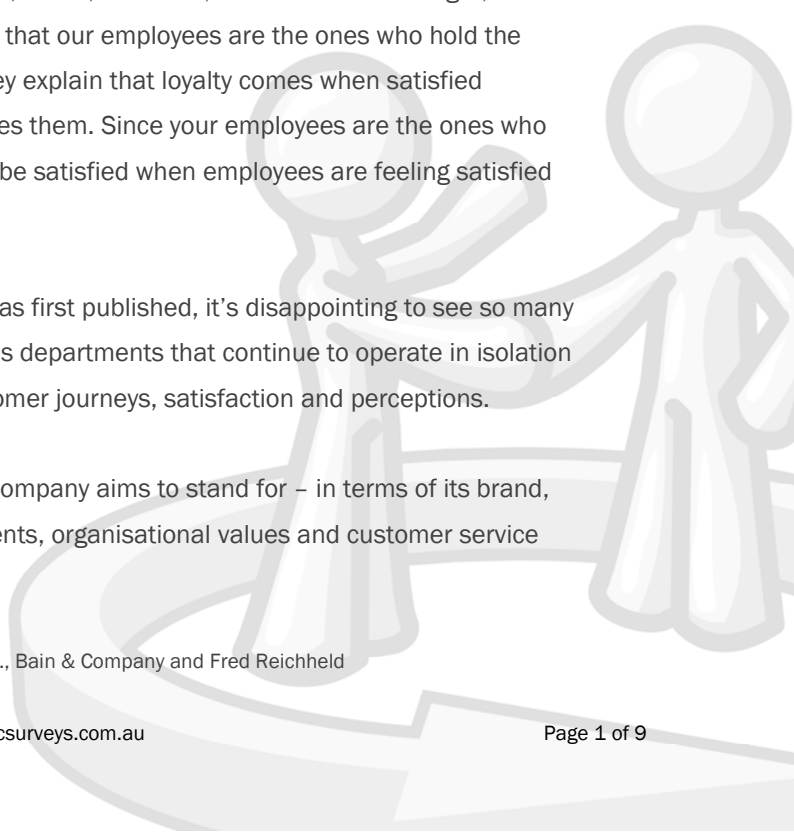 that our employees are the ones who hold the
ey explain that loyalty comes when satisfied
es them. Since your employees are the ones who
be satisfied when employees are feeling satisfied
as first published, it's disappointing to see so many
s departments that continue to operate in isolation
omer journeys, satisfaction and perceptions.
ompany aims to stand for – in terms of its brand,
ents, organisational values and customer service
., Bain & Company and Fred Reichheld
csurveys.com.au Page 1 of 9